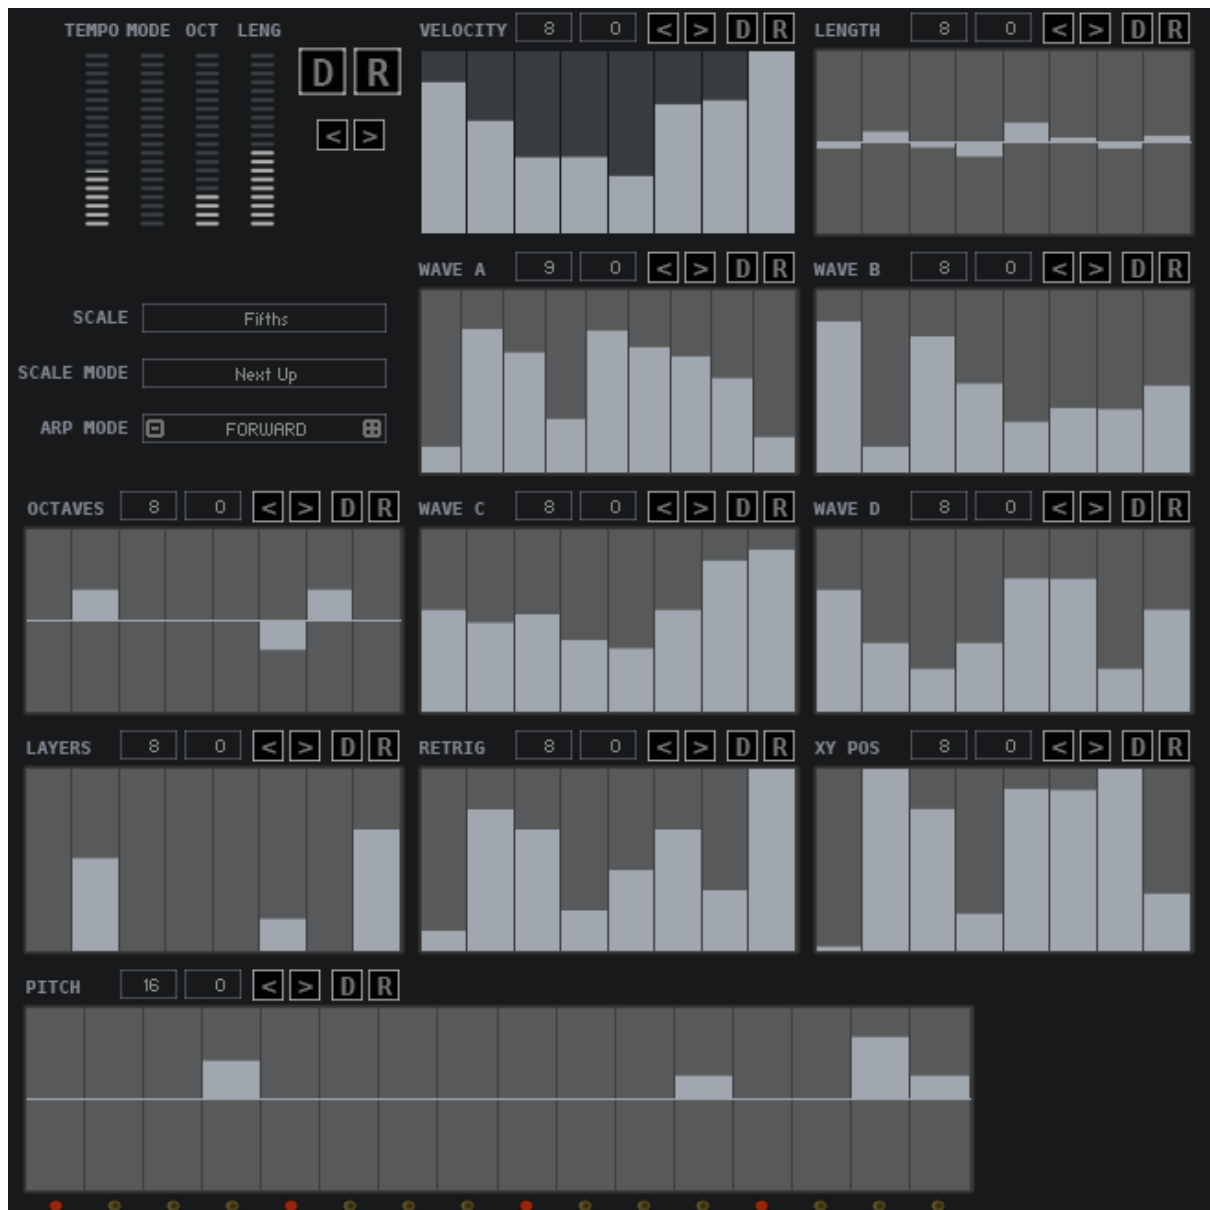 TEMPO MODE OCT LENG
D R
< >
VELOCITY 8 0 < > D R
LENGTH 8 0 < > D R
WAVE A 9 0 < > D R
WAVE B 8 0 < > D R
SCALE Fifths
SCALE MODE Next Up
ARP MODE FORWARD
OCTAVES 8 0 < > D R
WAVE C 8 0 < > D R
WAVE D 8 0 < > D R
LAYERS 8 0 < > D R
RETRIG 8 0 < > D R
XY POS 8 0 < > D R
PITCH 16 0 < > D R